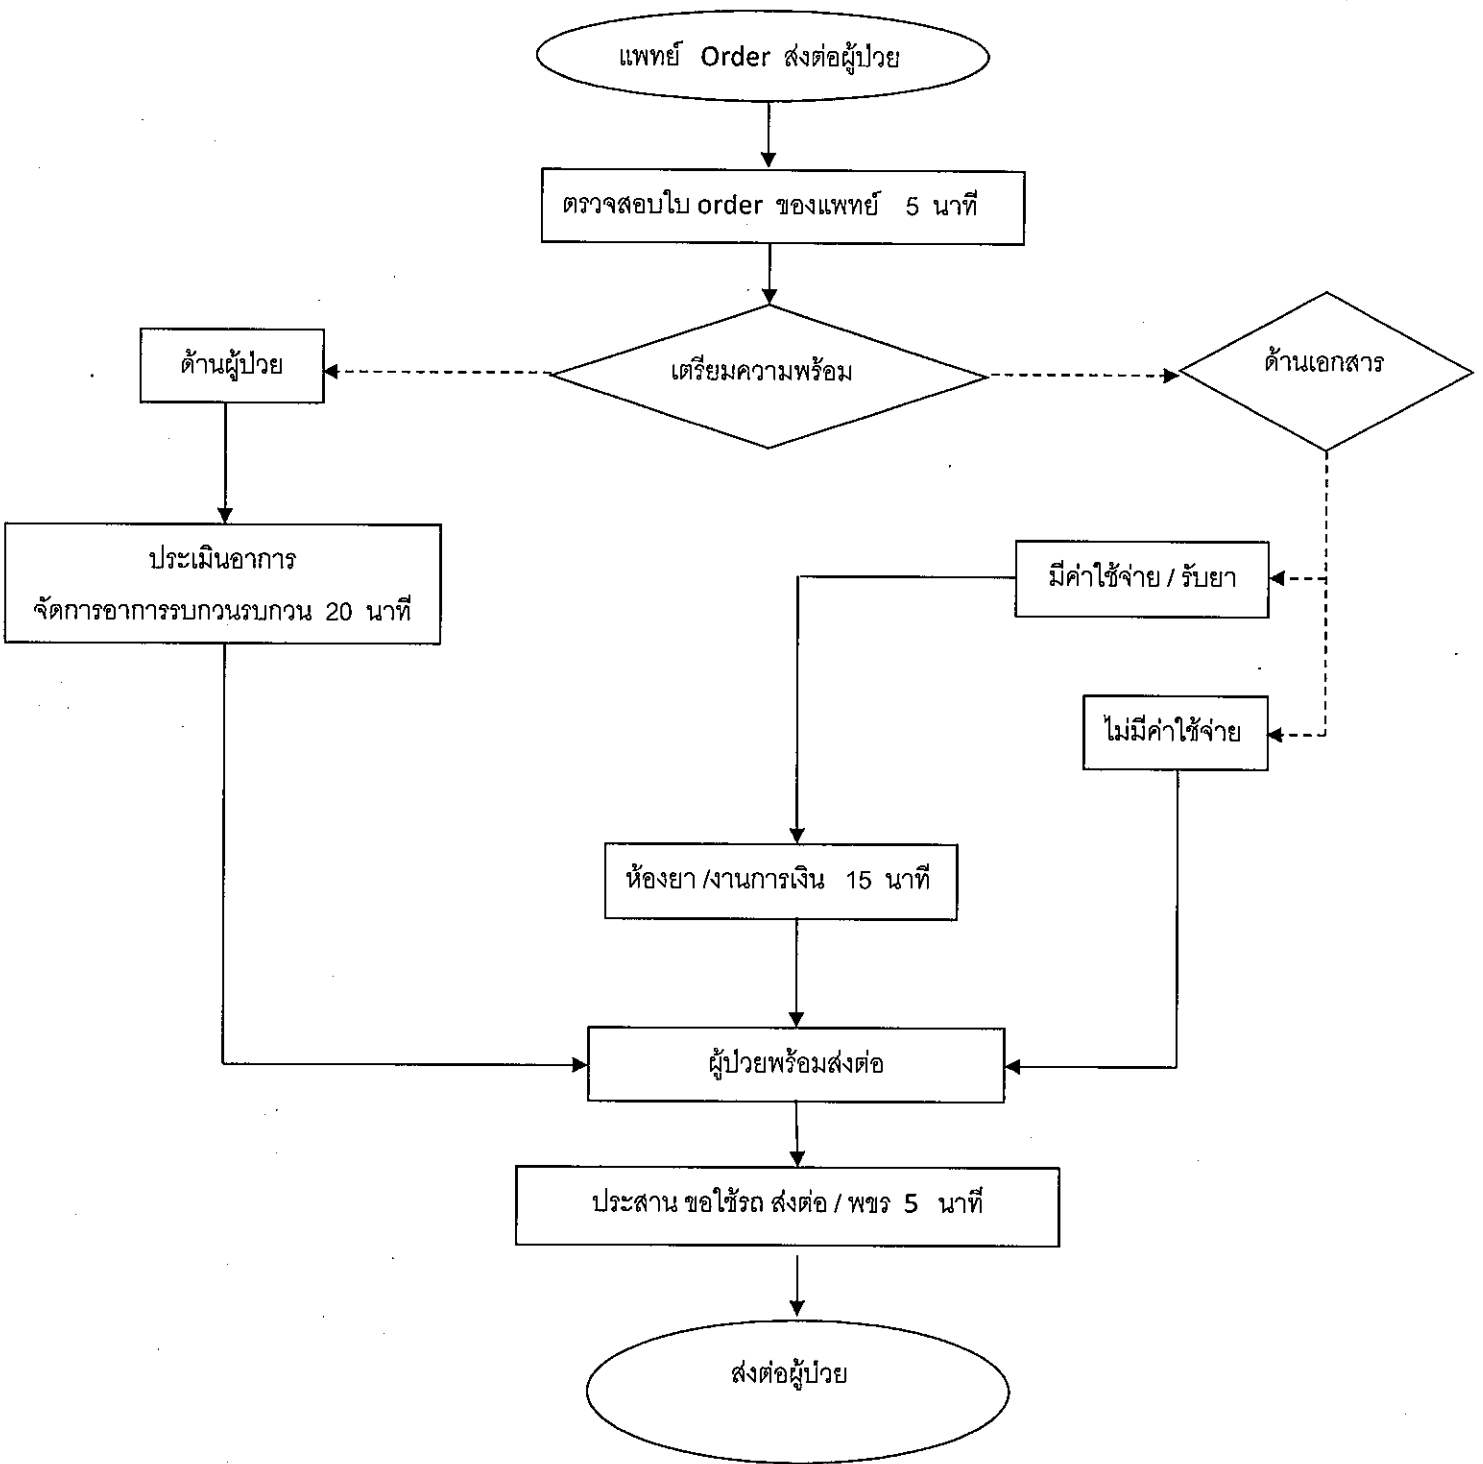 แพทย์ Order ส่งต่อผู้ป่วย
ตรวจสอบใบ order ของแพทย์ 5 นาที
ด้านผู้ป่วย
เตรียมความพร้อม
ด้านเอกสาร
ประเมินอาการ
จัดการอาการรบกวนรบกวน 20 นาที
มีค่าใช้จ่าย / รับยา
ไม่มีค่าใช้จ่าย
ห้องยา /งานการเงิน 15 นาที
ผู้ป่วยพร้อมส่งต่อ
ประสาน ขอใช้รถ ส่งต่อ / พขร 5 นาที
ส่งต่อผู้ป่วย